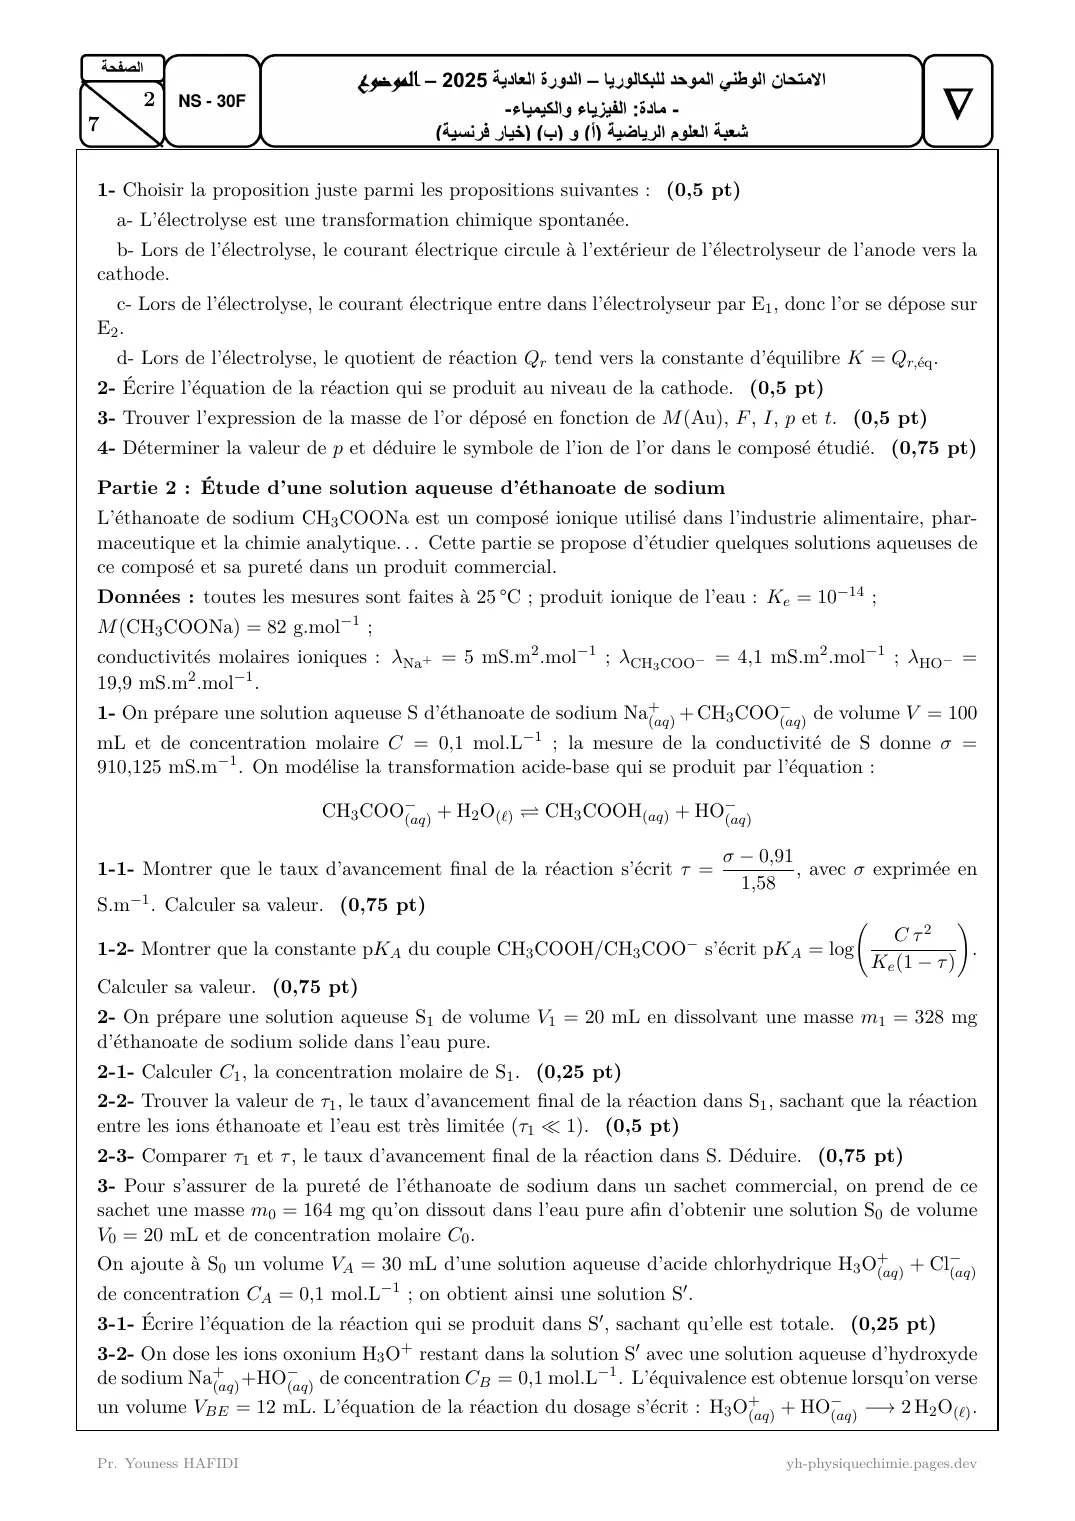 الصفحة
2
7
NS - 30F
الامتحان الوطني الموحد للبكالوريا – الدورة العادية 2025 – الموضوع
- مادة: الفيزياء والكيمياء-
شعبة العلوم الرياضية (أ) و (ب) (خيار فرنسية)
∇
1- Choisir la proposition juste parmi les propositions suivantes : (0,5 pt)
a- L'électrolyse est une transformation chimique spontanée.
b- Lors de l'électrolyse, le courant électrique circule à l'extérieur de l'électrolyseur de l'anode vers la
cathode.
c- Lors de l'électrolyse, le courant électrique entre dans l'électrolyseur par E₁, donc l'or se dépose sur
E₂.
d- Lors de l'électrolyse, le quotient de réaction Qr tend vers la constante d'équilibre K = Qr,éq.
2- Écrire l'équation de la réaction qui se produit au niveau de la cathode. (0,5 pt)
3- Trouver l'expression de la masse de l'or déposé en fonction de M(Au), F, I, p et t. (0,5 pt)
4- Déterminer la valeur de p et déduire le symbole de l'ion de l'or dans le composé étudié. (0,75 pt)
Partie 2 : Étude d'une solution aqueuse d'éthanoate de sodium
L'éthanoate de sodium CH₃COONa est un composé ionique utilisé dans l'industrie alimentaire, phar-
maceutique et la chimie analytique... Cette partie se propose d'étudier quelques solutions aqueuses de
ce composé et sa pureté dans un produit commercial.
Données : toutes les mesures sont faites à 25 °C ; produit ionique de l'eau : Ke = 10⁻¹⁴ ;
M(CH₃COONa) = 82 g.mol⁻¹ ;
conductivités molaires ioniques : λNa⁺ = 5 mS.m².mol⁻¹ ; λCH₃COO⁻ = 4,1 mS.m².mol⁻¹ ; λHO⁻ =
19,9 mS.m².mol⁻¹.
1- On prépare une solution aqueuse S d'éthanoate de sodium Na⁺(aq) + CH₃COO⁻(aq) de volume V = 100
mL et de concentration molaire C = 0,1 mol.L⁻¹ ; la mesure de la conductivité de S donne σ =
910,125 mS.m⁻¹. On modélise la transformation acide-base qui se produit par l'équation :
CH₃COO⁻(aq) + H₂O(ℓ) ⇌ CH₃COOH(aq) + HO⁻(aq)
1-1- Montrer que le taux d'avancement final de la réaction s'écrit τ = (σ − 0,91)/1,58, avec σ exprimée en
S.m⁻¹. Calculer sa valeur. (0,75 pt)
1-2- Montrer que la constante pKA du couple CH₃COOH/CH₃COO⁻ s'écrit pKA = log(C τ²/(Ke(1 − τ))).
Calculer sa valeur. (0,75 pt)
2- On prépare une solution aqueuse S₁ de volume V₁ = 20 mL en dissolvant une masse m₁ = 328 mg
d'éthanoate de sodium solide dans l'eau pure.
2-1- Calculer C₁, la concentration molaire de S₁. (0,25 pt)
2-2- Trouver la valeur de τ₁, le taux d'avancement final de la réaction dans S₁, sachant que la réaction
entre les ions éthanoate et l'eau est très limitée (τ₁ ≪ 1). (0,5 pt)
2-3- Comparer τ₁ et τ, le taux d'avancement final de la réaction dans S. Déduire. (0,75 pt)
3- Pour s'assurer de la pureté de l'éthanoate de sodium dans un sachet commercial, on prend de ce
sachet une masse m₀ = 164 mg qu'on dissout dans l'eau pure afin d'obtenir une solution S₀ de volume
V₀ = 20 mL et de concentration molaire C₀.
On ajoute à S₀ un volume VA = 30 mL d'une solution aqueuse d'acide chlorhydrique H₃O⁺(aq) + Cl⁻(aq)
de concentration CA = 0,1 mol.L⁻¹ ; on obtient ainsi une solution S′.
3-1- Écrire l'équation de la réaction qui se produit dans S′, sachant qu'elle est totale. (0,25 pt)
3-2- On dose les ions oxonium H₃O⁺ restant dans la solution S′ avec une solution aqueuse d'hydroxyde
de sodium Na⁺(aq)+HO⁻(aq) de concentration CB = 0,1 mol.L⁻¹. L'équivalence est obtenue lorsqu'on verse
un volume VBE = 12 mL. L'équation de la réaction du dosage s'écrit : H₃O⁺(aq) + HO⁻(aq) ⟶ 2 H₂O(ℓ).
Pr. Youness HAFIDI
yh-physiquechimie.pages.dev